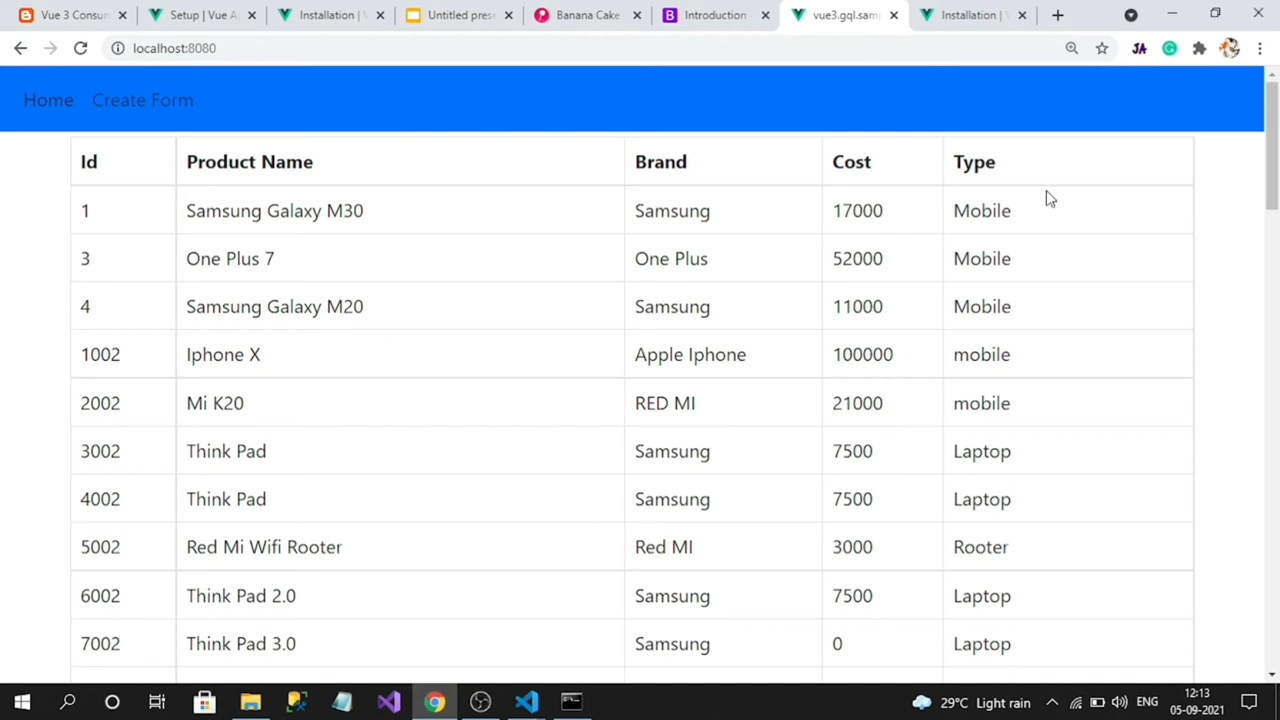 Vue 3 Consun
Setup | Vue A
Installation | V
Untitled pres
Banana Cake
Introduction
vue3.gql.sam
Installation |
localhost:8080
JA
Home Create Form
Id Product Name Brand Cost Type
1 Samsung Galaxy M30 Samsung 17000 Mobile
3 One Plus 7 One Plus 52000 Mobile
4 Samsung Galaxy M20 Samsung 11000 Mobile
1002 Iphone X Apple Iphone 100000 mobile
2002 Mi K20 RED MI 21000 mobile
3002 Think Pad Samsung 7500 Laptop
4002 Think Pad Samsung 7500 Laptop
5002 Red Mi Wifi Rooter Red MI 3000 Rooter
6002 Think Pad 2.0 Samsung 7500 Laptop
7002 Think Pad 3.0 Samsung 0 Laptop
29°C Light rain
ENG
12:13
05-09-2021